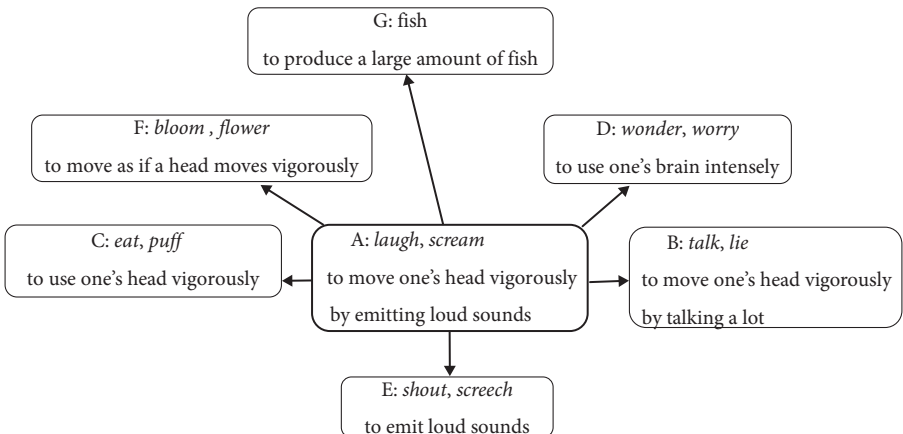 G: fish
to produce a large amount of fish
F: bloom , flower
to move as if a head moves vigorously
D: wonder, worry
to use one’s brain intensely
C: eat, puff
to use one’s head vigorously
A: laugh, scream
to move one’s head vigorously
by emitting loud sounds
B: talk, lie
to move one’s head vigorously
by talking a lot
E: shout, screech
to emit loud sounds